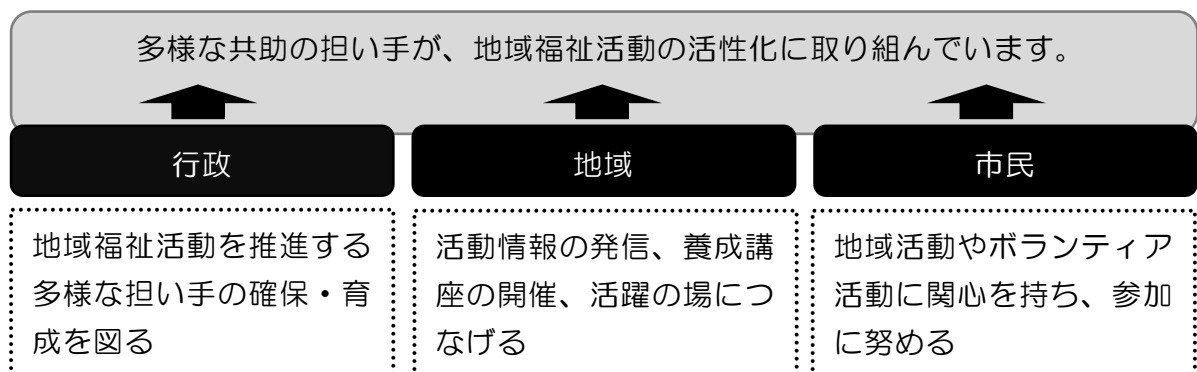 多様な共助の担い手が、地域福祉活動の活性化に取り組んでいます。
行政
地域福祉活動を推進する
多様な担い手の確保・育
成を図る
地域
活動情報の発信、養成講
座の開催、活躍の場につ
なげる
市民
地域活動やボランティア
活動に関心を持ち、参加
に努める